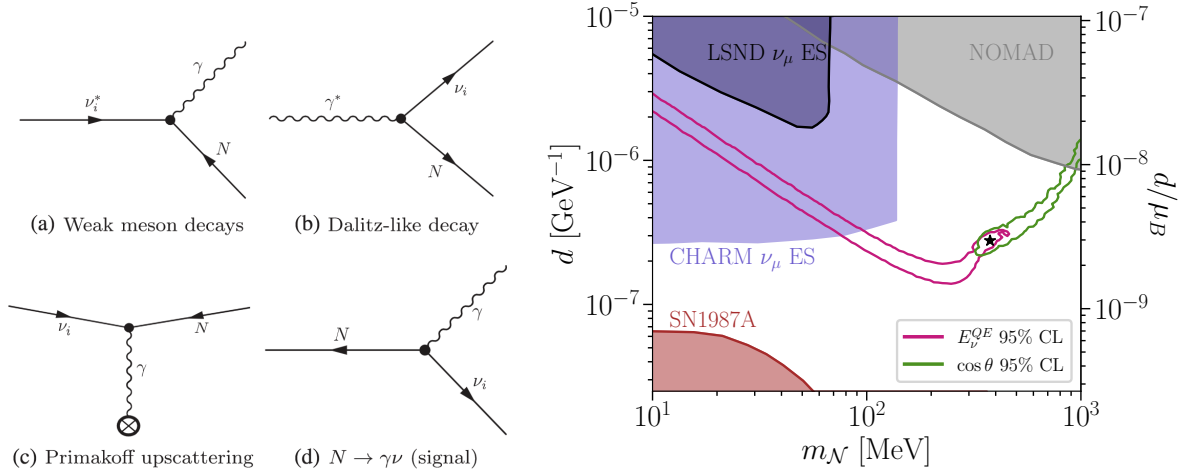 ν_i^*
γ
N
(a) Weak meson decays
γ*
ν_i
N
(b) Dalitz-like decay
ν_i
N
γ
(c) Primakoff upscattering
N
γ
ν_i
(d) N → γν (signal)
10^{-5}
10^{-6}
10^{-7}
d [GeV^{-1}]
LSND ν_μ ES
NOMAD
CHARM ν_μ ES
SN1987A
E_ν^{QE} 95% CL
cos θ 95% CL
10^{-7}
10^{-8}
10^{-9}
d/μ_B
10^1
10^2
10^3
m_𝒩 [MeV]